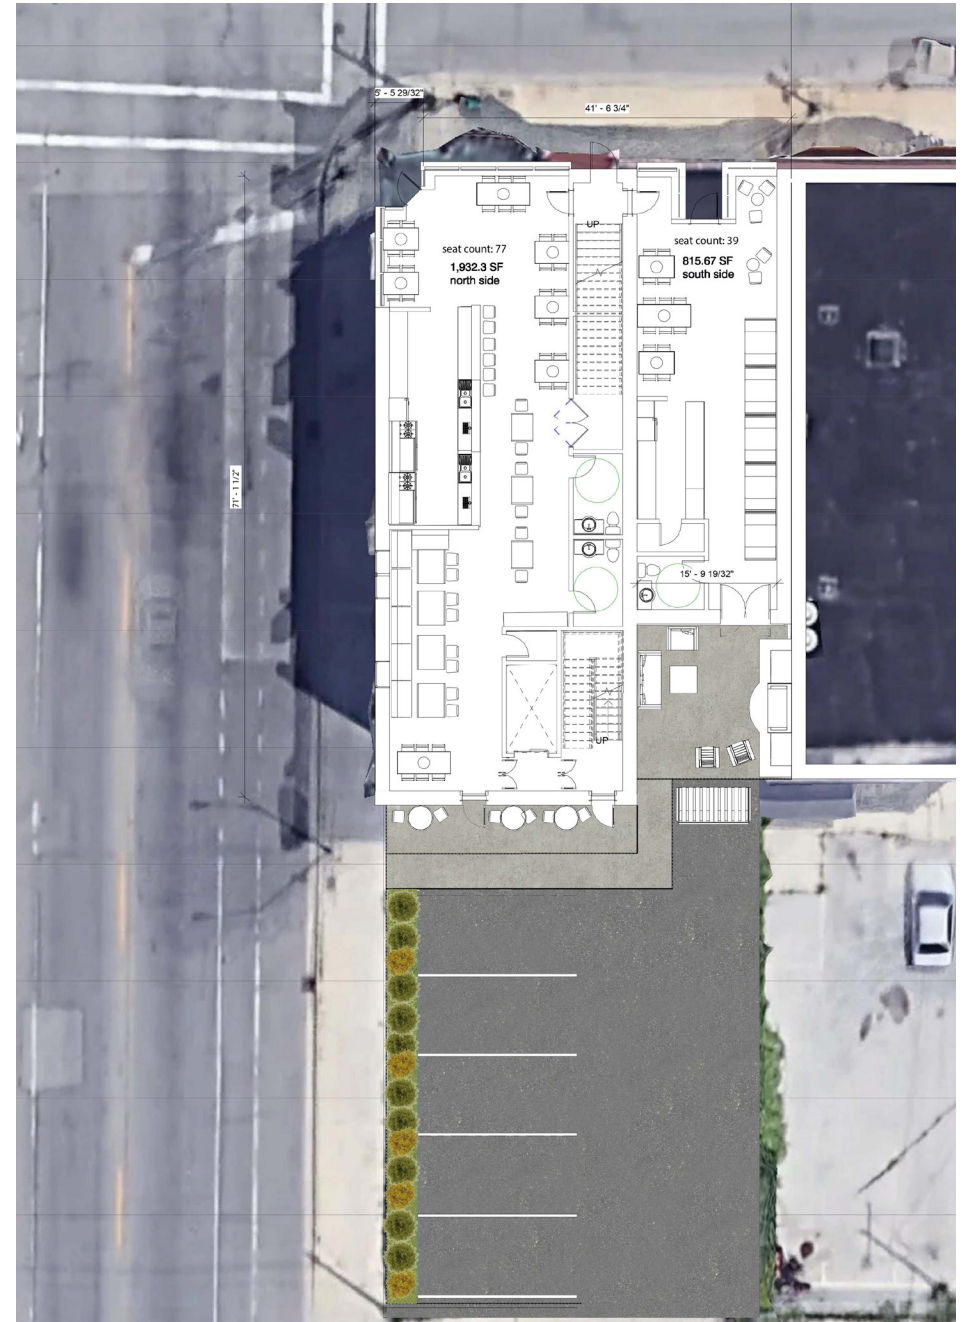 5' - 5 29/32"
41' - 6 3/4"
UP
seat count: 77
1,932.3 SF
north side
seat count: 39
815.67 SF
south side
71' - 1 1/2"
15' - 9 19/32"
UP